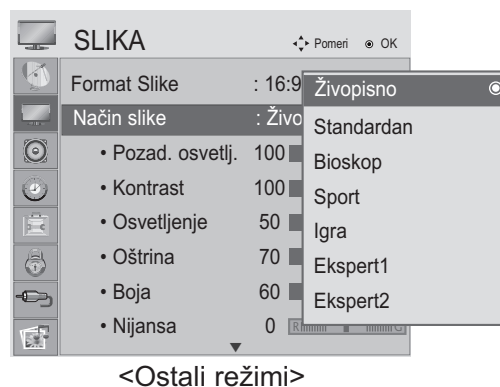 SLIKA Pomeri OK
Format Slike : 16:9
Način slike : Živo
• Pozad. osvetlj. 100
• Kontrast 100
• Osvetljenje 50
• Oštrina 70
• Boja 60
• Nijansa 0 R G
Živopisno
Standardan
Bioskop
Sport
Igra
Ekspert1
Ekspert2
<Ostali režimi>